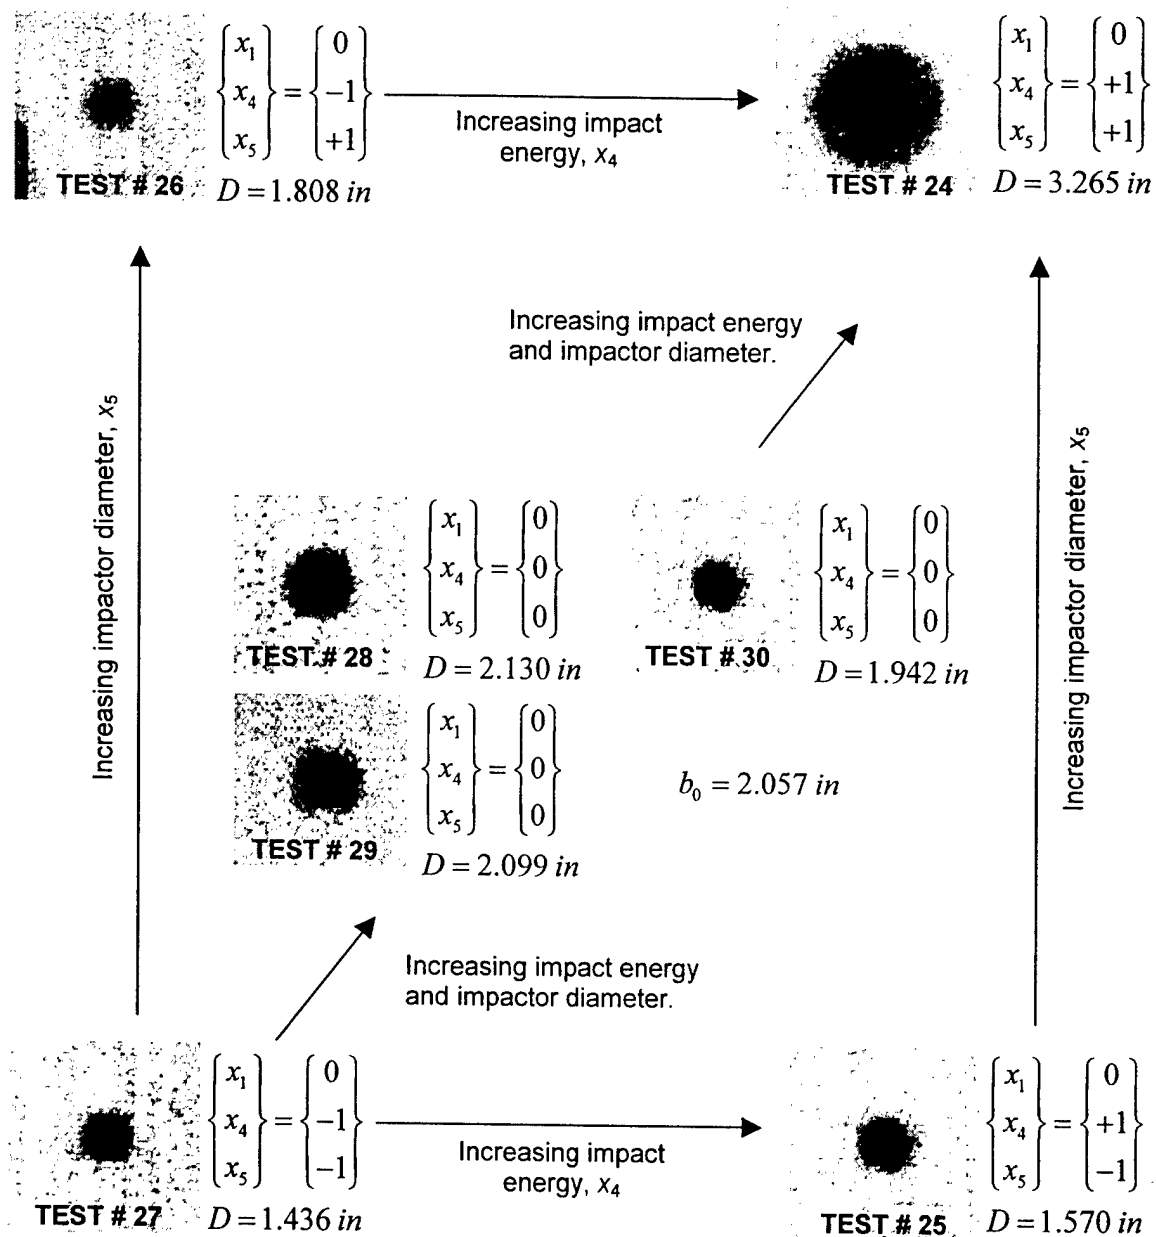 {x₁ x₄ x₅} = {0 −1 +1}
TEST # 26
D = 1.808 in
Increasing impact
energy, x₄
{x₁ x₄ x₅} = {0 +1 +1}
TEST # 24
D = 3.265 in
Increasing impactor diameter, x₅
Increasing impact energy
and impactor diameter.
Increasing impactor diameter, x₅
{x₁ x₄ x₅} = {0 0 0}
TEST # 28
D = 2.130 in
{x₁ x₄ x₅} = {0 0 0}
TEST # 30
D = 1.942 in
{x₁ x₄ x₅} = {0 0 0}
TEST # 29
D = 2.099 in
b₀ = 2.057 in
Increasing impact energy
and impactor diameter.
{x₁ x₄ x₅} = {0 −1 −1}
TEST # 27
D = 1.436 in
Increasing impact
energy, x₄
{x₁ x₄ x₅} = {0 +1 −1}
TEST # 25
D = 1.570 in